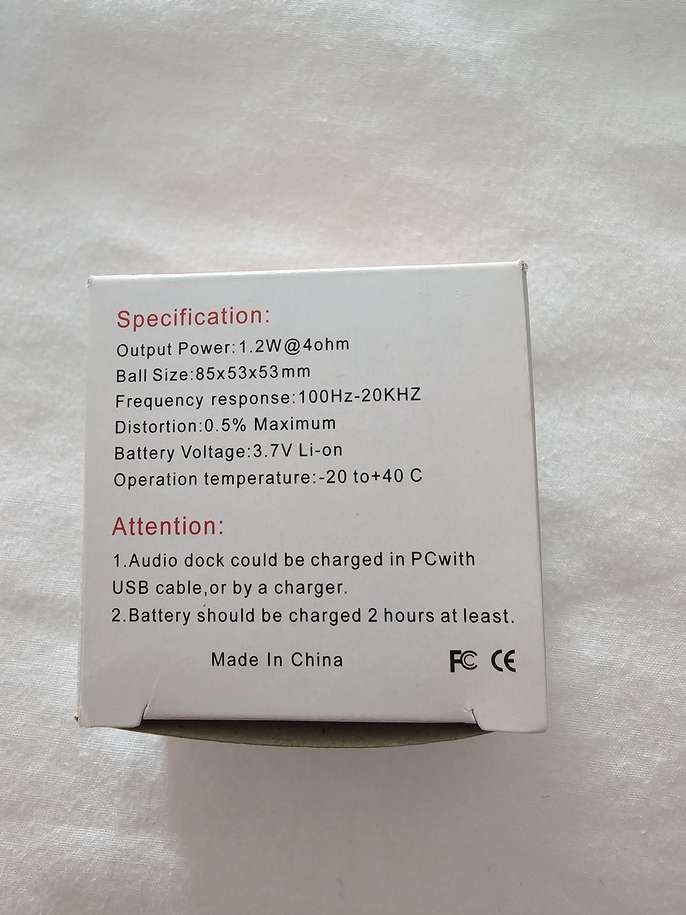 Specification:
Output Power:1.2W@4ohm
Ball Size:85x53x53mm
Frequency response:100Hz-20KHZ
Distortion:0.5% Maximum
Battery Voltage:3.7V Li-on
Operation temperature:-20 to+40 C
Attention:
1.Audio dock could be charged in PCwith
USB cable,or by a charger.
2.Battery should be charged 2 hours at least.
Made In China FC CE